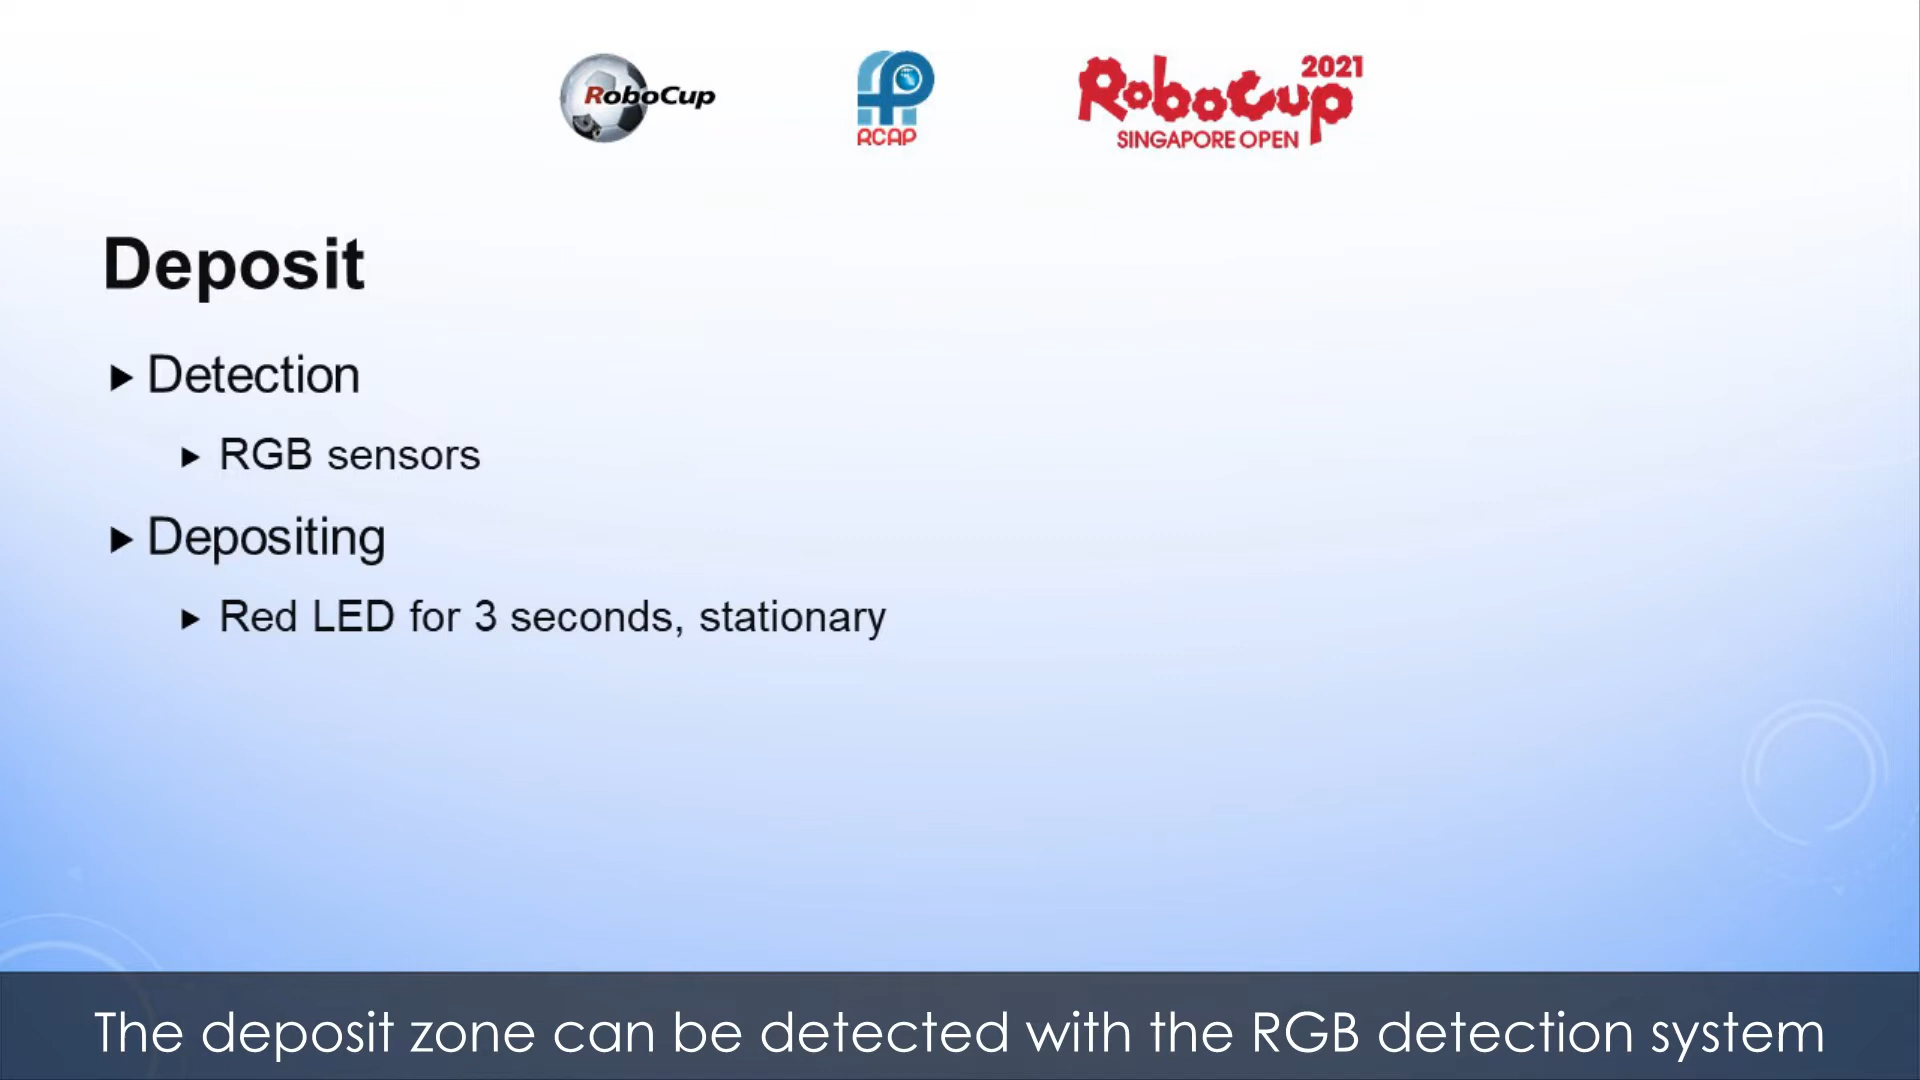 RoboCup
RCAP
RoboCup 2021
SINGAPORE OPEN
Deposit
Detection
RGB sensors
Depositing
Red LED for 3 seconds, stationary
The deposit zone can be detected with the RGB detection system